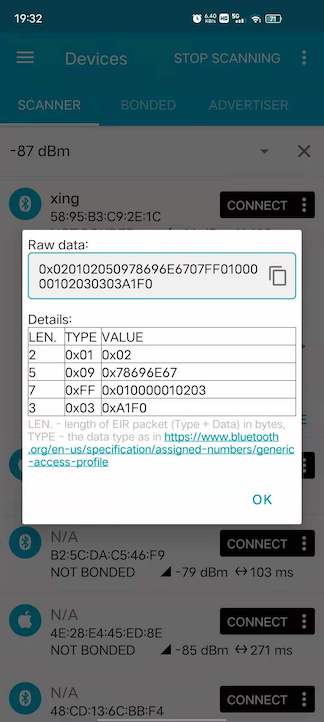 19:32
6.40 KB/S HD 5G 71
Devices
STOP SCANNING
SCANNER
BONDED
ADVERTISER
-87 dBm
xing
CONNECT
58:95:B3:C9:2E:1C
Raw data:
0x020102050978696E6707FF01000
00102030303A1F0
Details:
LEN. TYPE VALUE
2 0x01 0x02
5 0x09 0x78696E67
7 0xFF 0x010000010203
3 0x03 0xA1F0
LEN. - length of EIR packet (Type + Data) in bytes,
TYPE - the data type as in https://www.bluetooth
.org/en-us/specification/assigned-numbers/generic
-access-profile
OK
N/A
CONNECT
B2:5C:DA:C5:46:F9
NOT BONDED -79 dBm 103 ms
N/A
CONNECT
4E:28:E4:45:ED:8E
NOT BONDED -85 dBm 271 ms
N/A
CONNECT
48:CD:13:6C:BB:F4